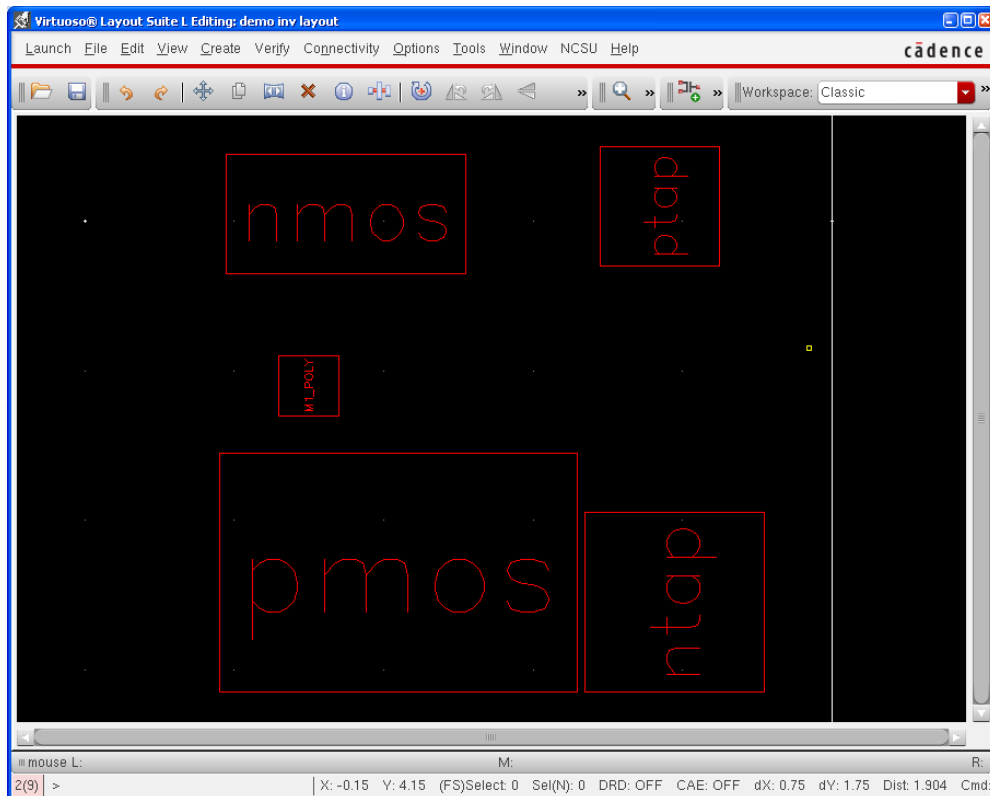 Virtuoso® Layout Suite L Editing: demo inv layout
Launch File Edit View Create Verify Connectivity Options Tools Window NCSU Help cādence
» » » Workspace: Classic »
nmos
ptap
M1_POLY
pmos
ntap
mouse L: M: R:
2(9) > X: -0.15 Y: 4.15 (FS)Select: 0 Sel(N): 0 DRD: OFF CAE: OFF dX: 0.75 dY: 1.75 Dist: 1.904 Cmd: